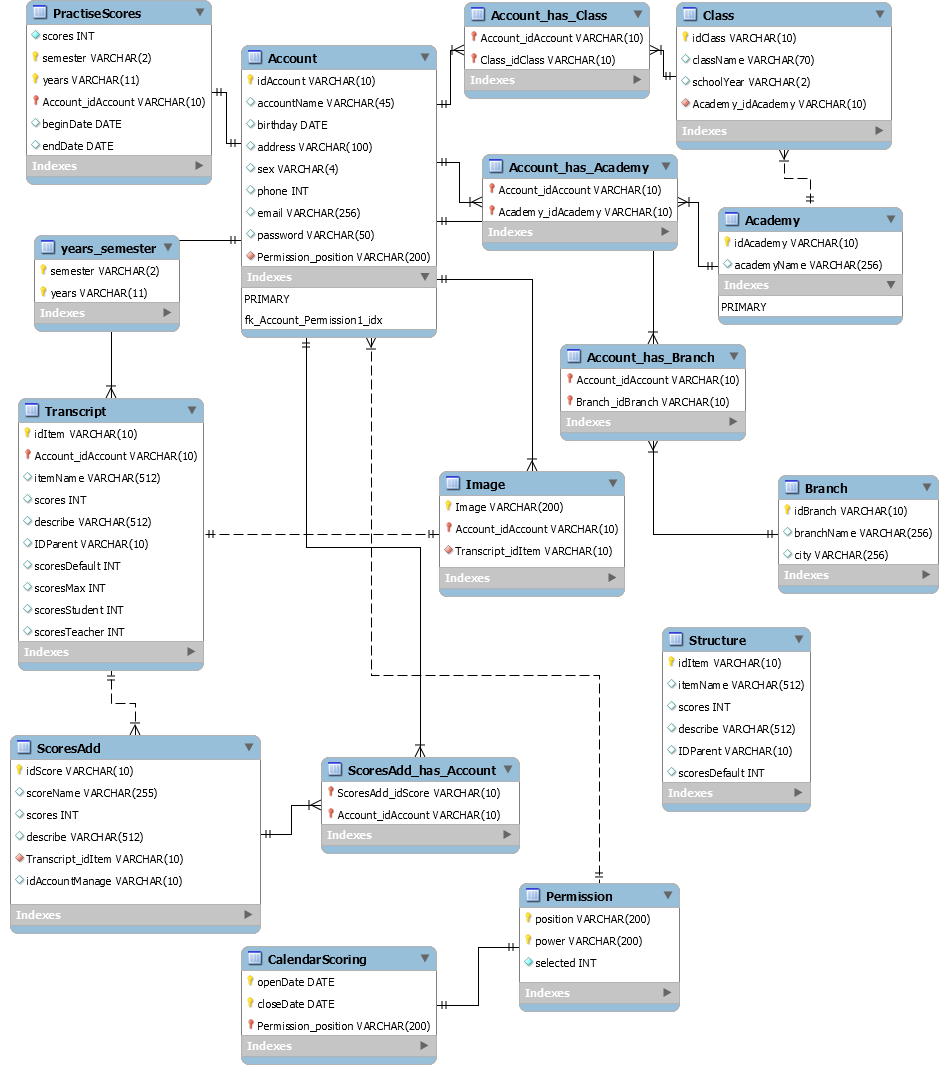 PractiseScores
scores INT
semester VARCHAR(2)
years VARCHAR(11)
Account_idAccount VARCHAR(10)
beginDate DATE
endDate DATE
Indexes
Account
idAccount VARCHAR(10)
accountName VARCHAR(45)
birthday DATE
address VARCHAR(100)
sex VARCHAR(4)
phone INT
email VARCHAR(256)
password VARCHAR(50)
Permission_position VARCHAR(200)
Indexes
PRIMARY
fk_Account_Permission1_idx
Account_has_Class
Account_idAccount VARCHAR(10)
Class_idClass VARCHAR(10)
Indexes
Class
idClass VARCHAR(10)
className VARCHAR(70)
schoolYear VARCHAR(2)
Academy_idAcademy VARCHAR(10)
Indexes
Account_has_Academy
Account_idAccount VARCHAR(10)
Academy_idAcademy VARCHAR(10)
Indexes
Academy
idAcademy VARCHAR(10)
academyName VARCHAR(256)
Indexes
PRIMARY
years_semester
semester VARCHAR(2)
years VARCHAR(11)
Indexes
Account_has_Branch
Account_idAccount VARCHAR(10)
Branch_idBranch VARCHAR(10)
Indexes
Transcript
idItem VARCHAR(10)
Account_idAccount VARCHAR(10)
itemName VARCHAR(512)
scores INT
describe VARCHAR(512)
IDParent VARCHAR(10)
scoresDefault INT
scoresMax INT
scoresStudent INT
scoresTeacher INT
Indexes
Image
Image VARCHAR(200)
Account_idAccount VARCHAR(10)
Transcript_idItem VARCHAR(10)
Indexes
Branch
idBranch VARCHAR(10)
branchName VARCHAR(256)
city VARCHAR(256)
Indexes
Structure
idItem VARCHAR(10)
itemName VARCHAR(512)
scores INT
describe VARCHAR(512)
IDParent VARCHAR(10)
scoresDefault INT
Indexes
ScoresAdd
idScore VARCHAR(10)
scoreName VARCHAR(255)
scores INT
describe VARCHAR(512)
Transcript_idItem VARCHAR(10)
idAccountManage VARCHAR(10)
Indexes
ScoresAdd_has_Account
ScoresAdd_idScore VARCHAR(10)
Account_idAccount VARCHAR(10)
Indexes
Permission
position VARCHAR(200)
power VARCHAR(200)
selected INT
Indexes
CalendarScoring
openDate DATE
closeDate DATE
Permission_position VARCHAR(200)
Indexes